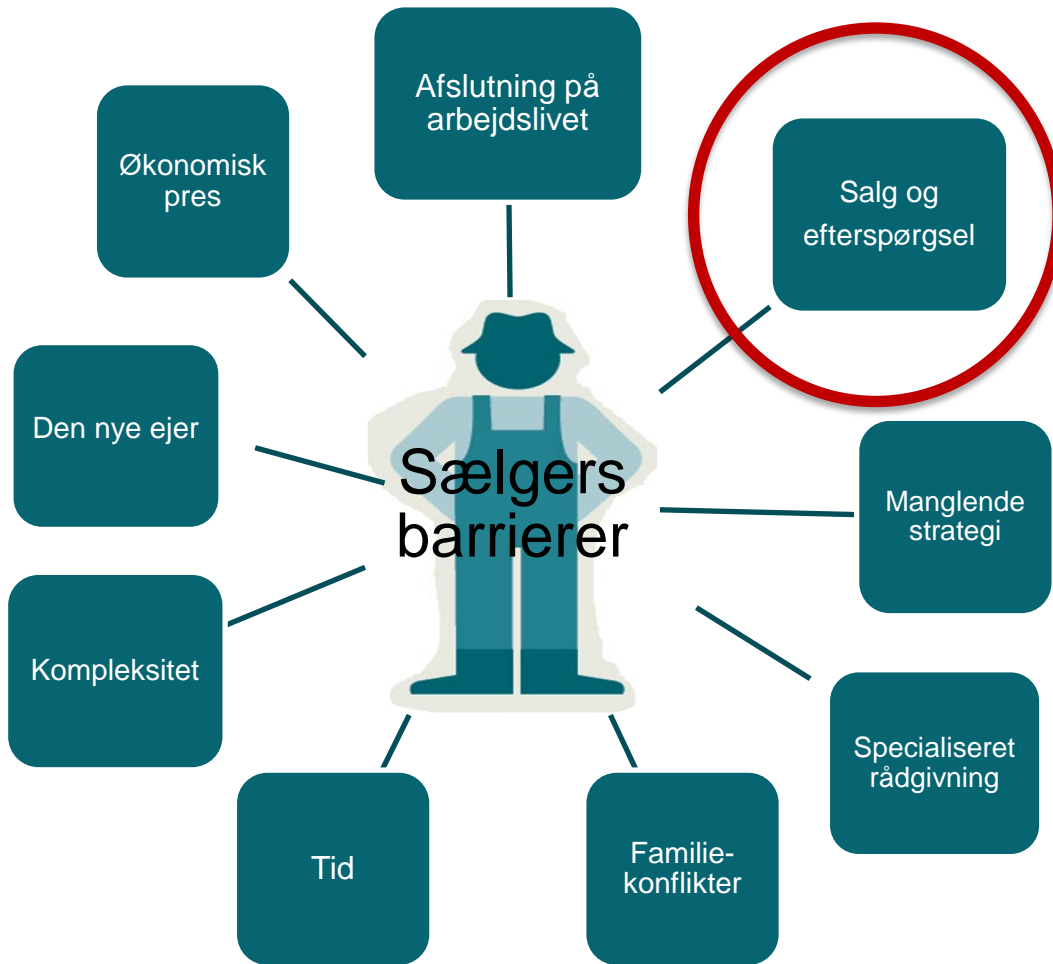 Afslutning på
arbejdslivet
Salg og
efterspørgsel
Manglende
strategi
Specialiseret
rådgivning
Familie-
konflikter
Tid
Kompleksitet
Den nye ejer
Økonomisk
pres
Sælgers
barrierer